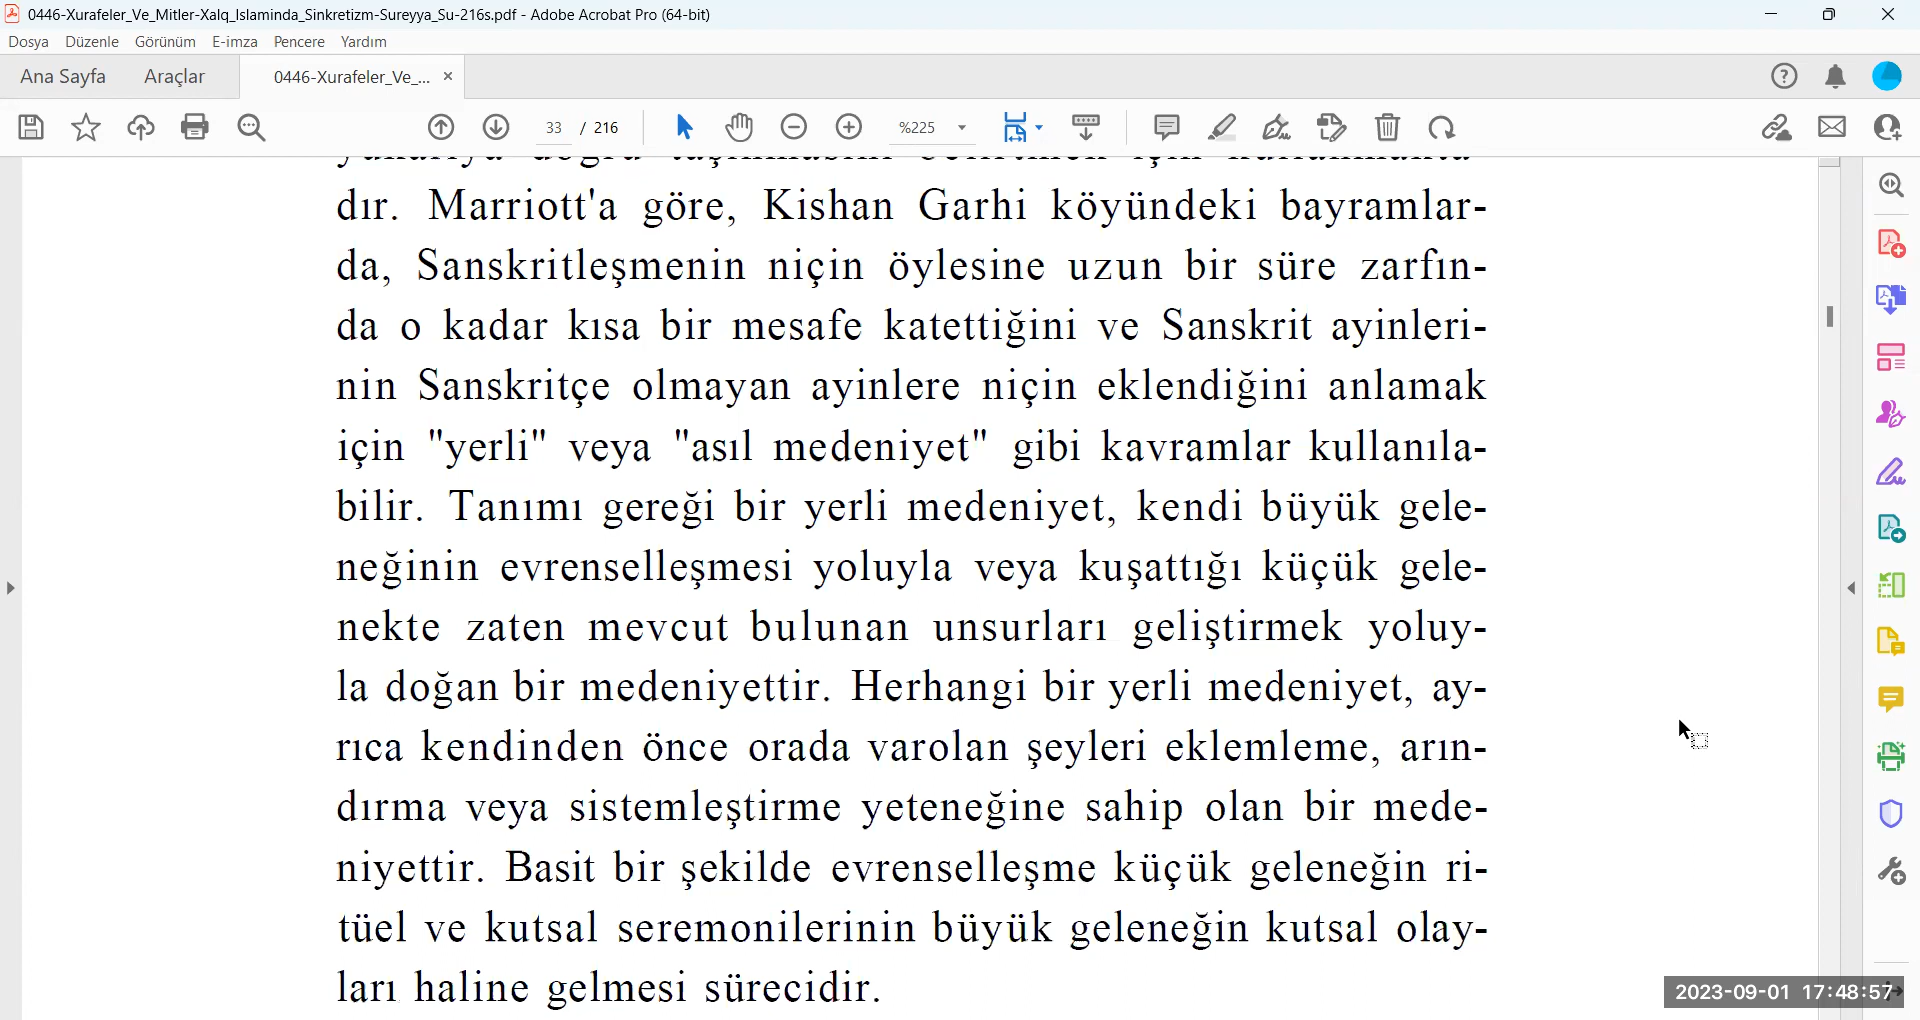 0446-Xurafeler_Ve_Mitler-Xalq_Islaminda_Sinkretizm-Sureyya_Su-216s.pdf - Adobe Acrobat Pro (64-bit)
Dosya Düzenle Görünüm E-imza Pencere Yardım
Ana Sayfa Araçlar 0446-Xurafeler_Ve_...
33 / 216 %225
dır. Marriott'a göre, Kishan Garhi köyündeki bayramlar-
da, Sanskritleşmenin niçin öylesine uzun bir süre zarfın-
da o kadar kısa bir mesafe katettiğini ve Sanskrit ayinleri-
nin Sanskritçe olmayan ayinlere niçin eklendiğini anlamak
için "yerli" veya "asıl medeniyet" gibi kavramlar kullanıla-
bilir. Tanımı gereği bir yerli medeniyet, kendi büyük gele-
neğinin evrenselleşmesi yoluyla veya kuşattığı küçük gele-
nekte zaten mevcut bulunan unsurları geliştirmek yoluy-
la doğan bir medeniyettir. Herhangi bir yerli medeniyet, ay-
rıca kendinden önce orada varolan şeyleri eklemleme, arın-
dırma veya sistemleştirme yeteneğine sahip olan bir mede-
niyettir. Basit bir şekilde evrenselleşme küçük geleneğin ri-
tüel ve kutsal seremonilerinin büyük geleneğin kutsal olay-
ları haline gelmesi sürecidir.
2023-09-01 17:48:57